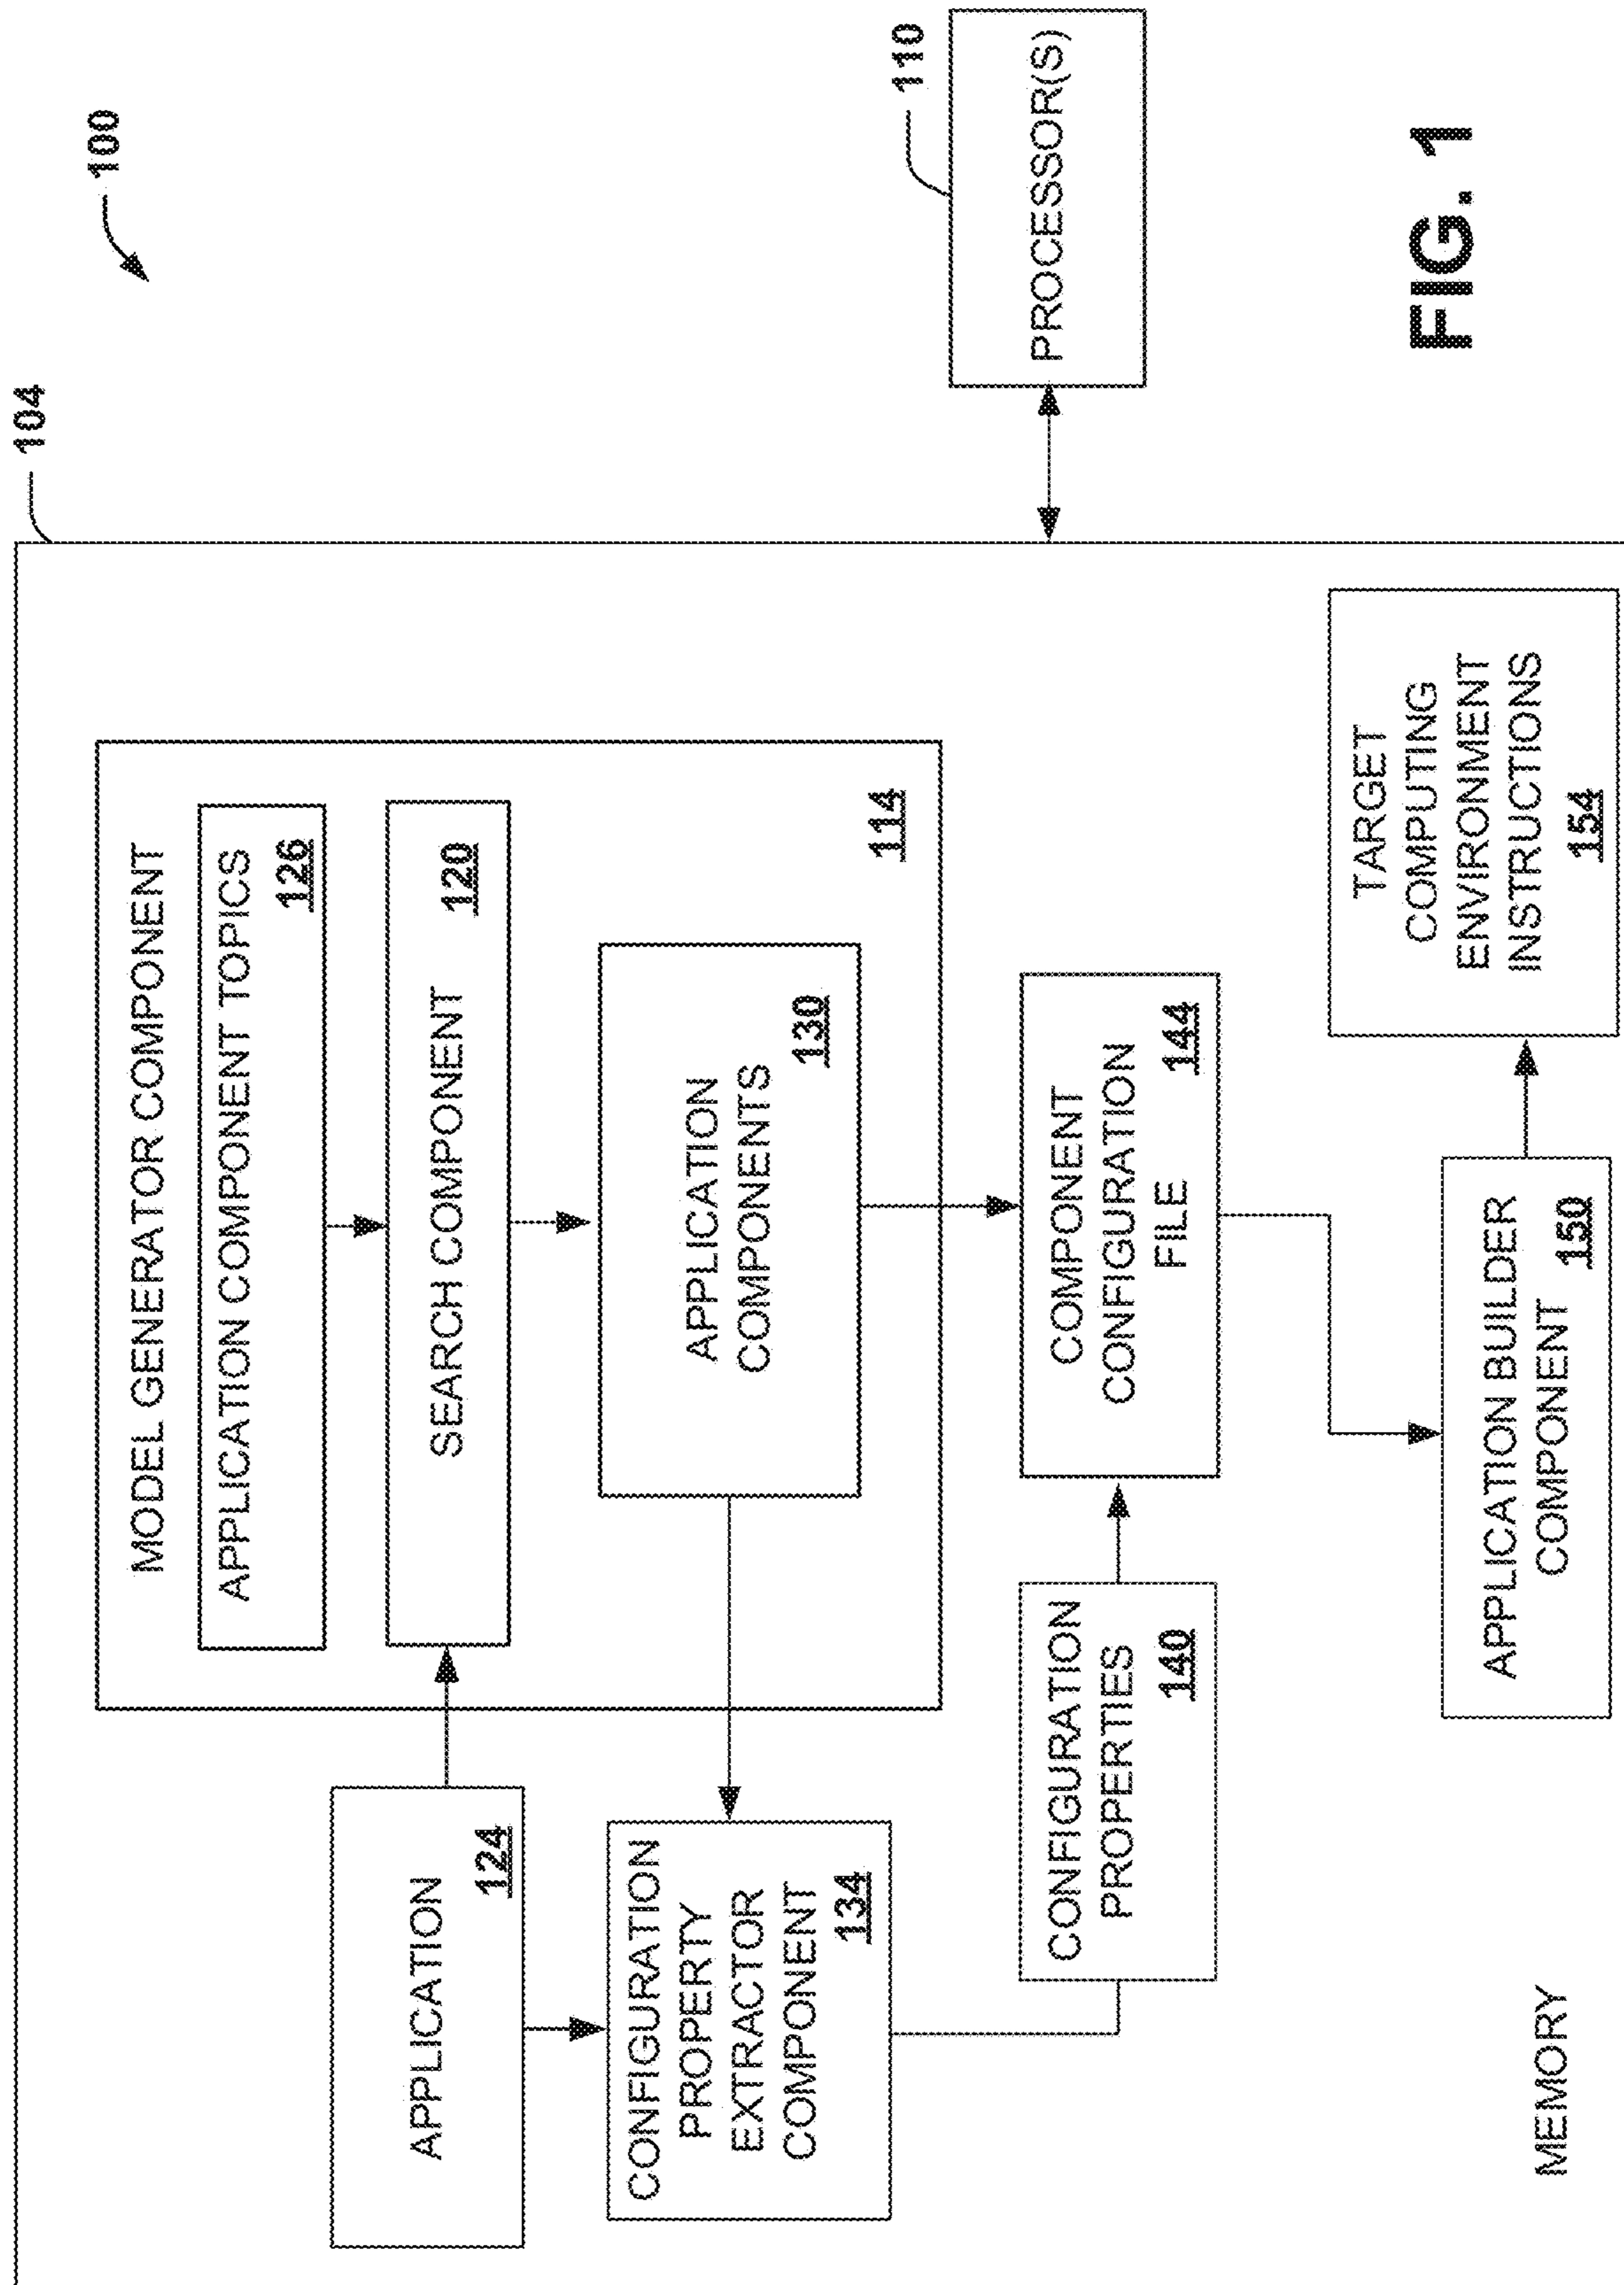 100
104
MODEL GENERATOR COMPONENT
APPLICATION COMPONENT TOPICS
126
APPLICATION
124
SEARCH COMPONENT
120
CONFIGURATION
PROPERTY
EXTRACTOR
COMPONENT
134
APPLICATION
COMPONENTS
130
114
PROCESSOR(S)
110
CONFIGURATION
PROPERTIES
140
COMPONENT
CONFIGURATION
FILE
144
APPLICATION BUILDER
COMPONENT
150
TARGET
COMPUTING
ENVIRONMENT
INSTRUCTIONS
154
MEMORY
FIG. 1